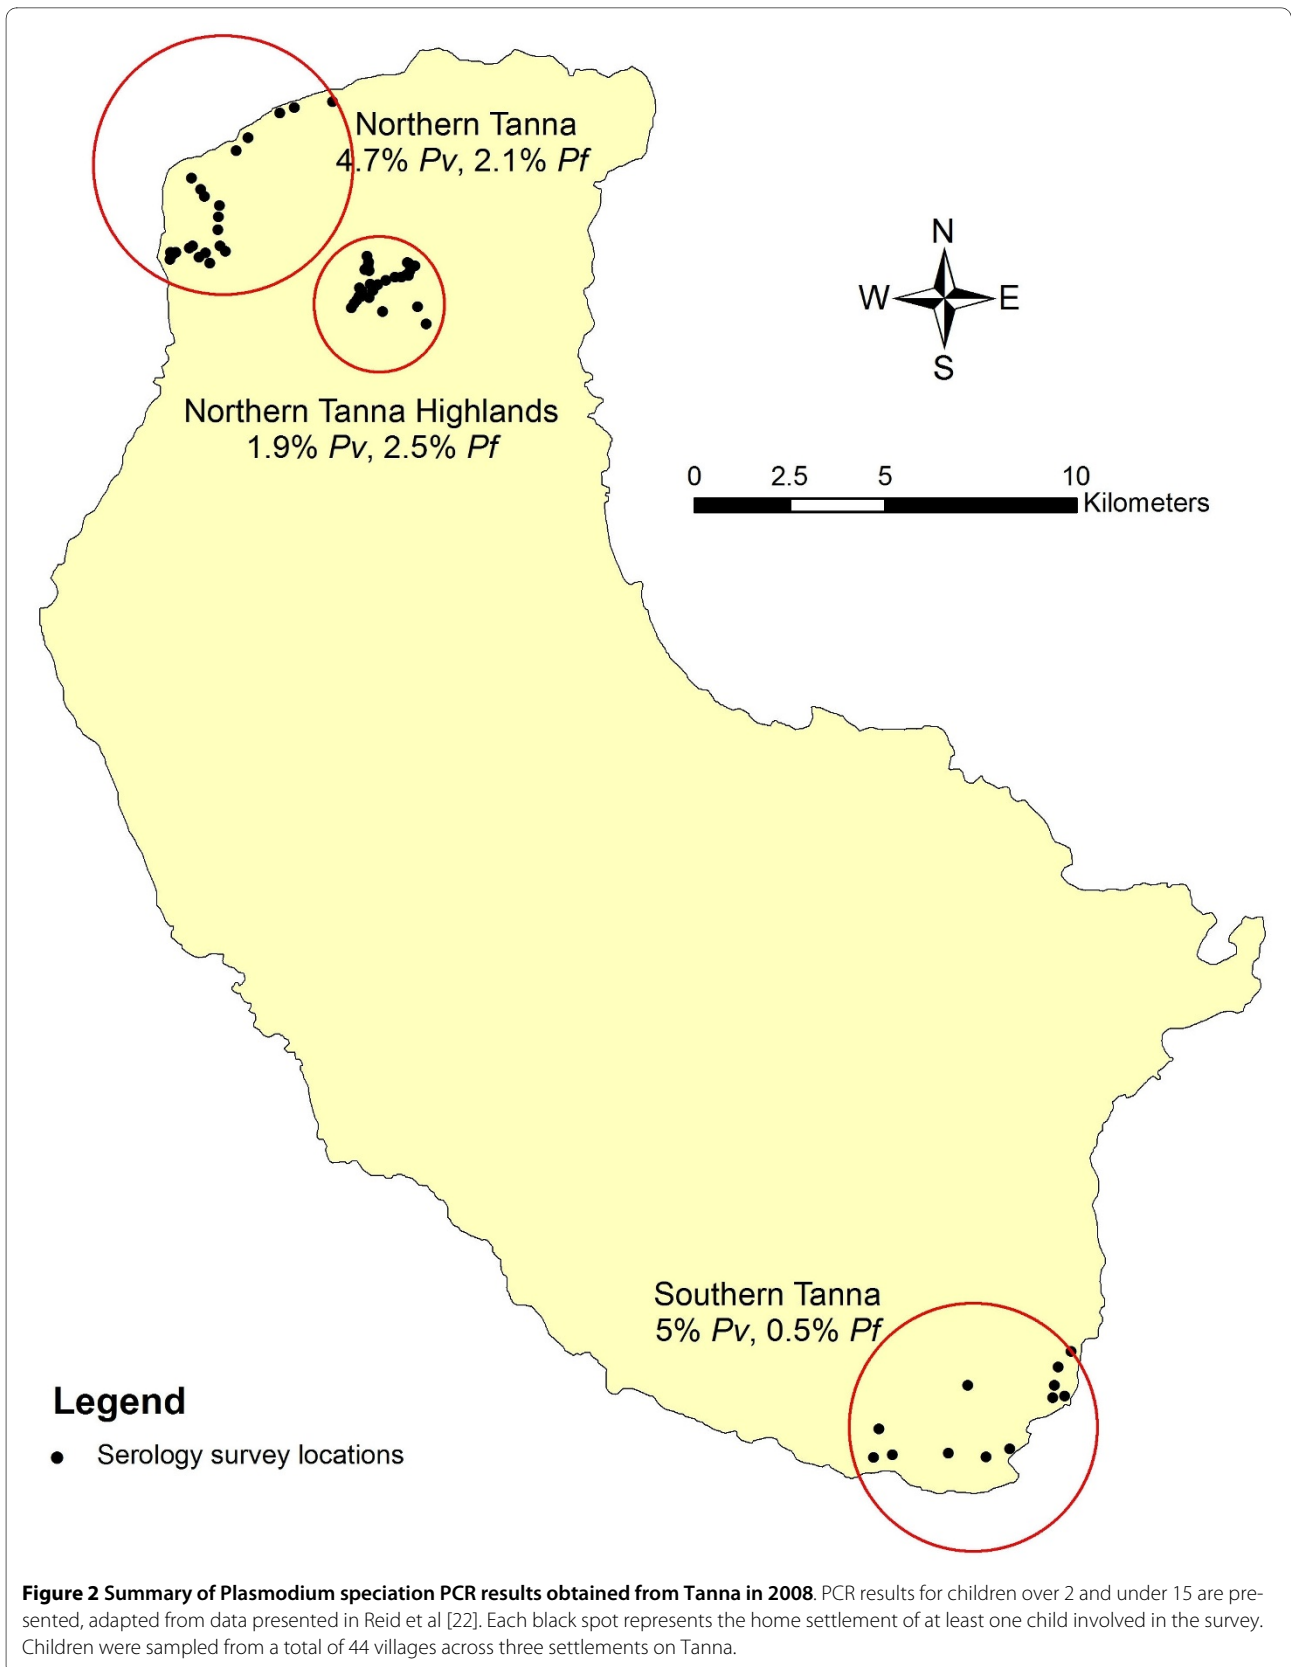 Northern Tanna
4.7% Pv, 2.1% Pf
N
W E
S
Northern Tanna Highlands
1.9% Pv, 2.5% Pf
0 2.5 5 10
Kilometers
Southern Tanna
5% Pv, 0.5% Pf
Legend
Serology survey locations
Figure 2 Summary of Plasmodium speciation PCR results obtained from Tanna in 2008. PCR results for children over 2 and under 15 are pre-
sented, adapted from data presented in Reid et al [22]. Each black spot represents the home settlement of at least one child involved in the survey.
Children were sampled from a total of 44 villages across three settlements on Tanna.